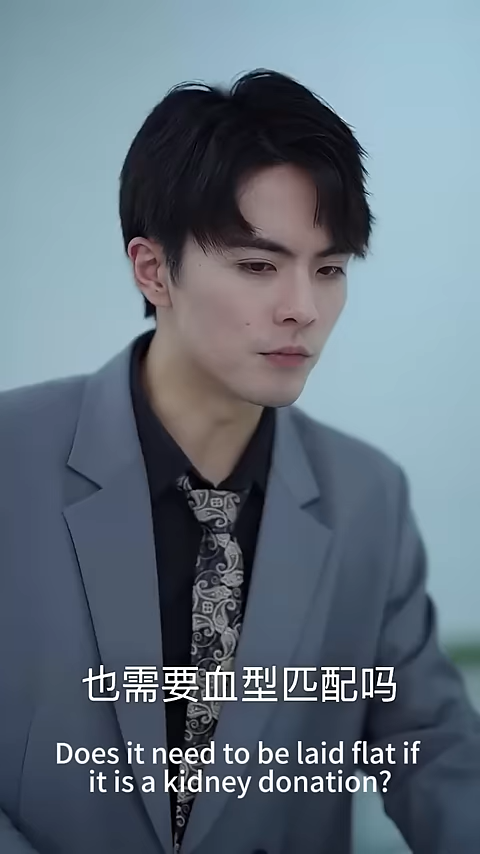 也需要血型匹配吗
Does it need to be laid flat if
it is a kidney donation?